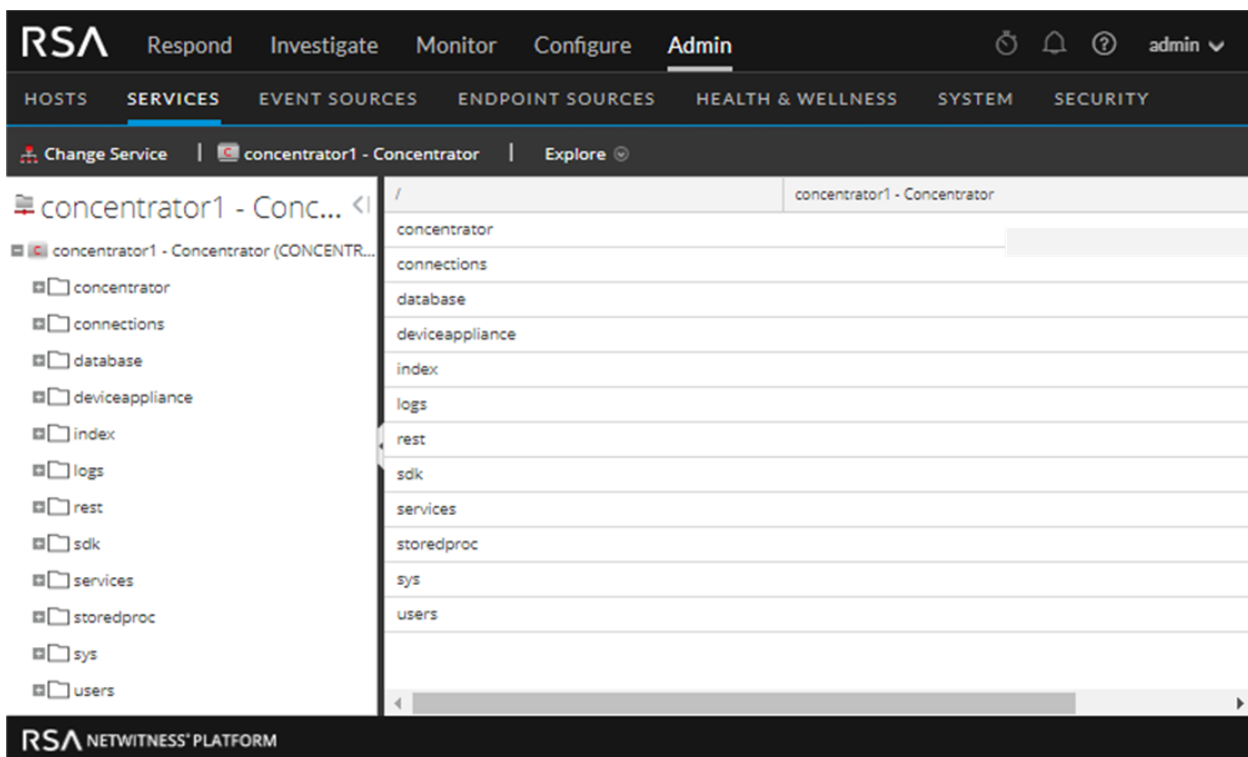 RSA Respond Investigate Monitor Configure Admin admin
HOSTS SERVICES EVENT SOURCES ENDPOINT SOURCES HEALTH & WELLNESS SYSTEM SECURITY
Change Service | concentrator1 - Concentrator | Explore
concentrator1 - Conc...
concentrator1 - Concentrator (CONCENTR...
concentrator
connections
database
deviceappliance
index
logs
rest
sdk
services
storedproc
sys
users
/ concentrator1 - Concentrator
concentrator
connections
database
deviceappliance
index
logs
rest
sdk
services
storedproc
sys
users
RSA NETWITNESS® PLATFORM